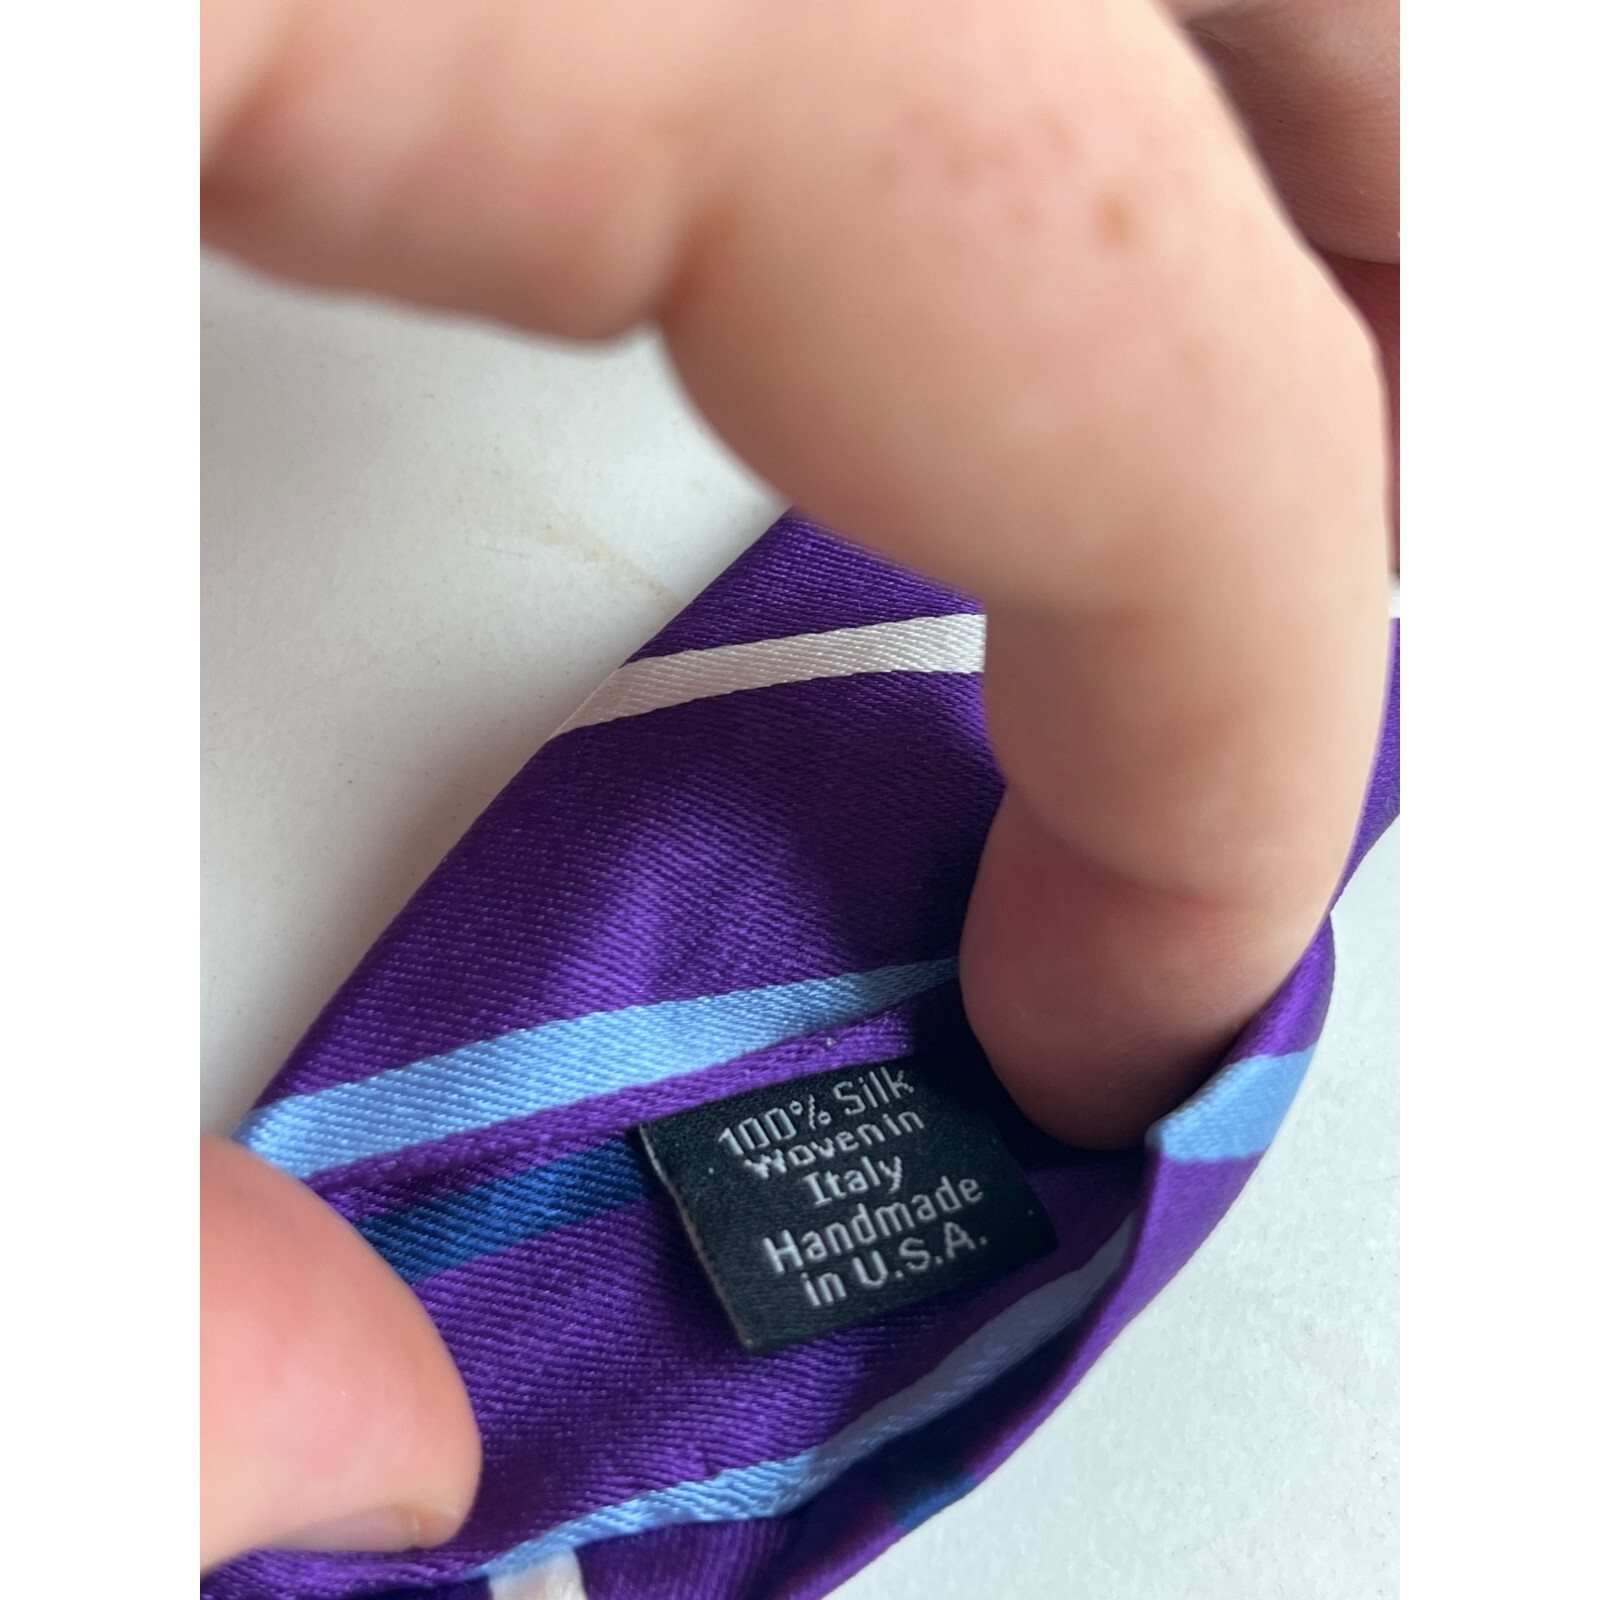 100% Silk
Woven in
Italy
Handmade
in U.S.A.